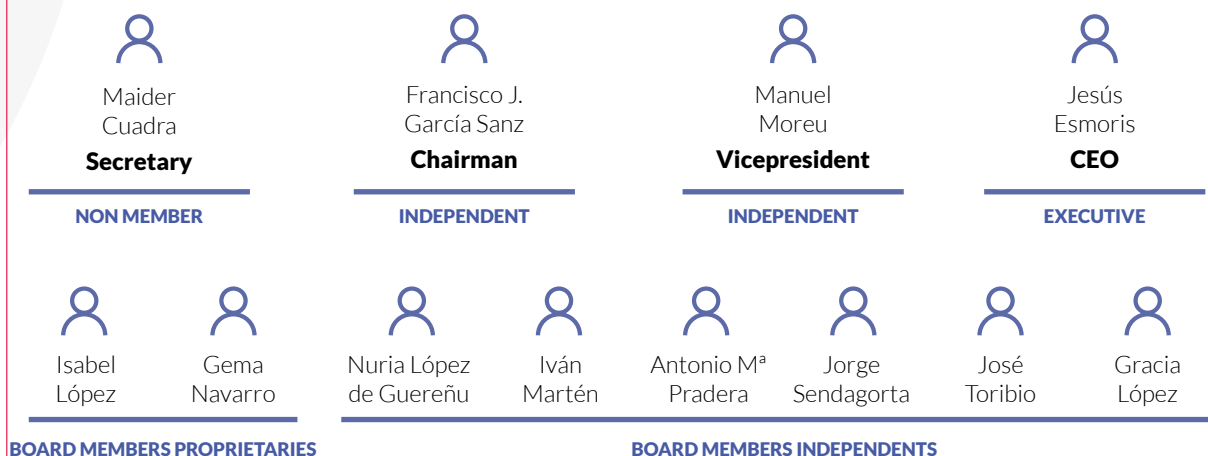 Maider
Cuadra
Secretary
NON MEMBER
Francisco J.
García Sanz
Chairman
INDEPENDENT
Manuel
Moreu
Vicepresident
INDEPENDENT
Jesús
Esmoris
CEO
EXECUTIVE
Isabel
López
Gema
Navarro
BOARD MEMBERS PROPRIETARIES
Nuria López
de Guereñu
Iván
Martén
Antonio Mª
Pradera
Jorge
Sendagorta
José
Toribio
Gracia
López
BOARD MEMBERS INDEPENDENTS